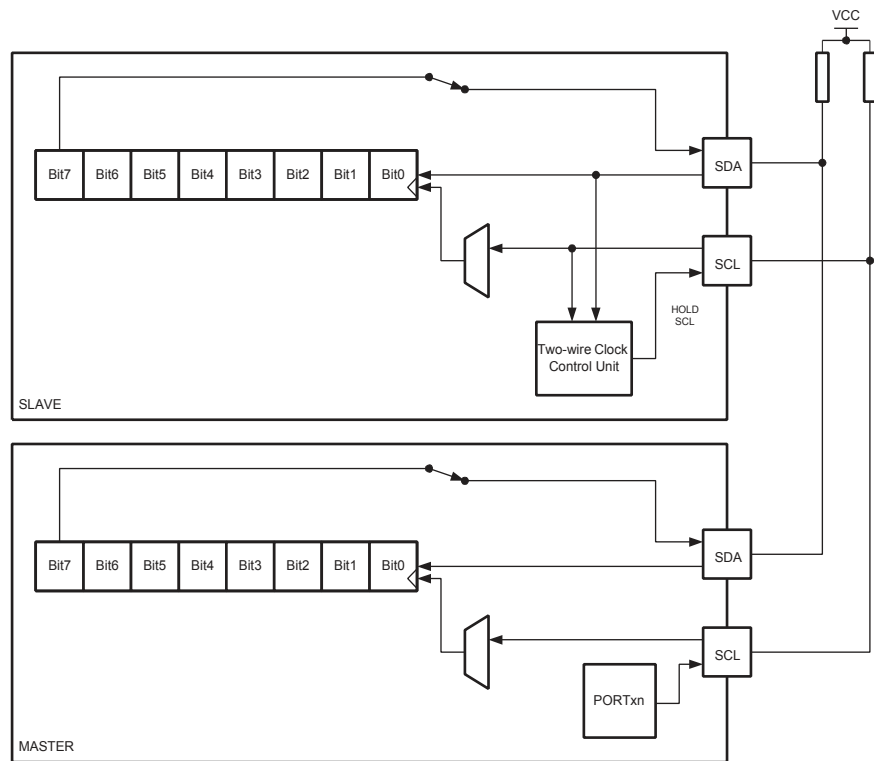 VCC
Bit7 Bit6 Bit5 Bit4 Bit3 Bit2 Bit1 Bit0
SDA
SCL
HOLD
SCL
Two-wire Clock
Control Unit
SLAVE
Bit7 Bit6 Bit5 Bit4 Bit3 Bit2 Bit1 Bit0
SDA
SCL
PORTxn
MASTER